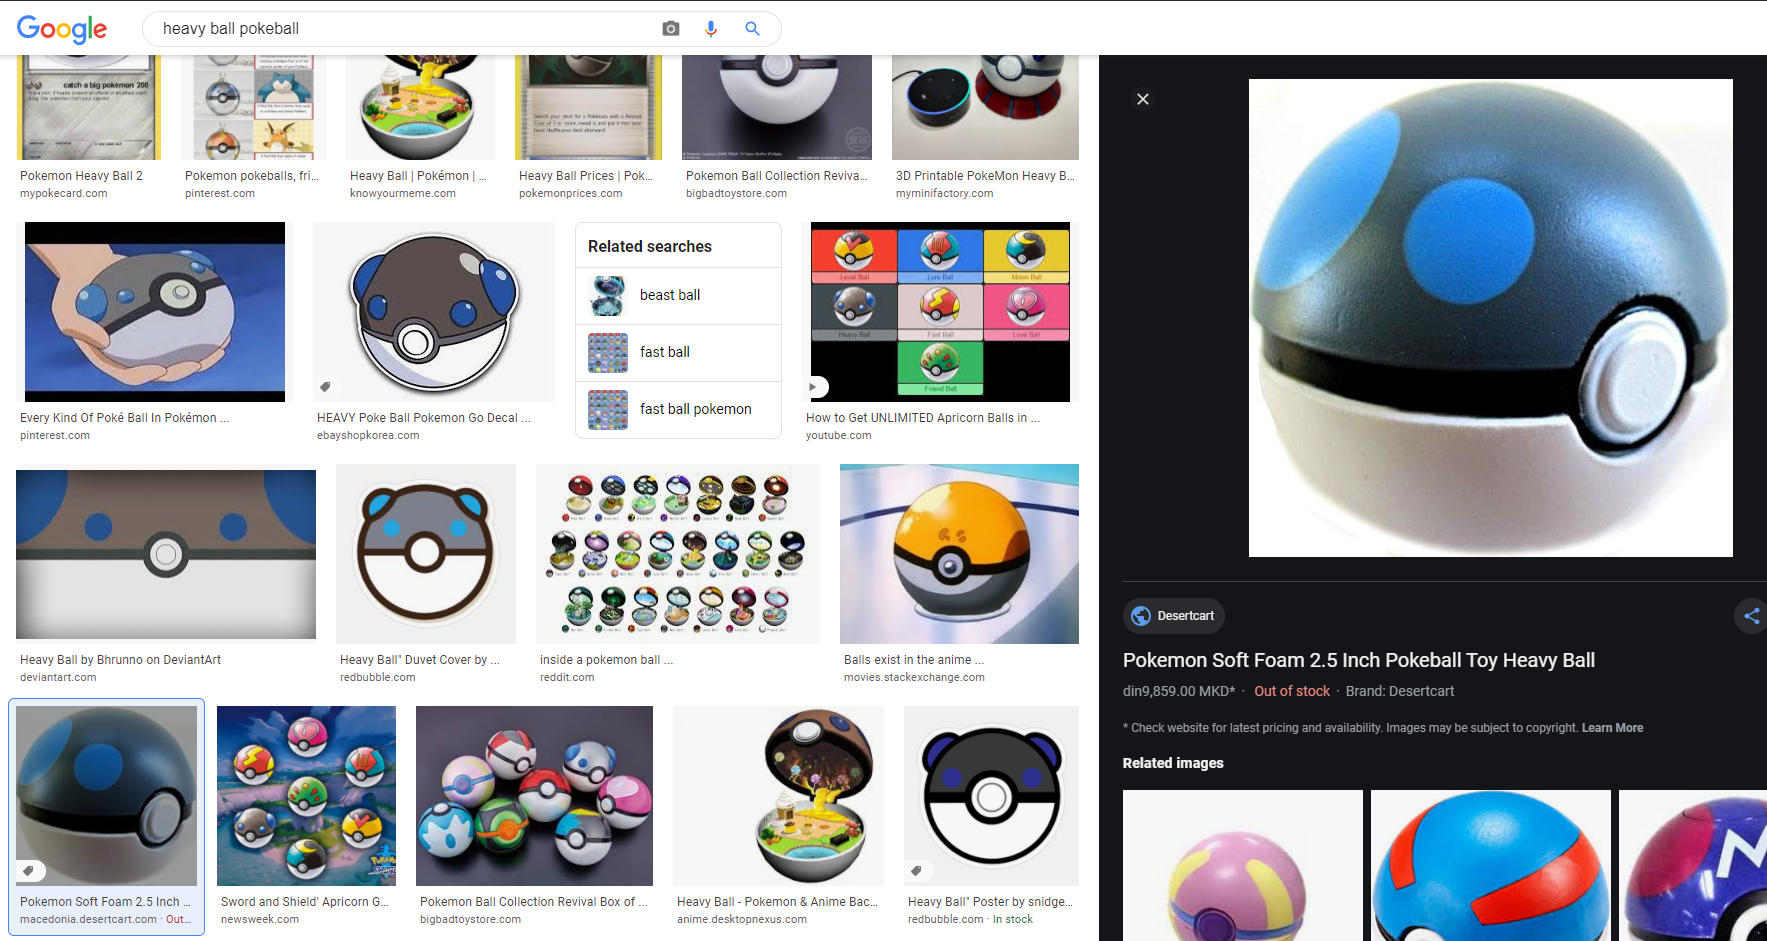 Google
heavy ball pokeball
catch a big pokemon 200
Pokemon Heavy Ball 2
mypokecard.com
Pokemon pokeballs, fri...
pinterest.com
Heavy Ball | Pokémon | ...
knowyourmeme.com
Heavy Ball Prices | Pok...
pokemonprices.com
Pokemon Ball Collection Reviva...
bigbadtoystore.com
3D Printable PokeMon Heavy B...
myminifactory.com
Every Kind Of Poké Ball In Pokémon ...
pinterest.com
HEAVY Poke Ball Pokemon Go Decal ...
ebayshopkorea.com
Related searches
beast ball
fast ball
fast ball pokemon
Level Ball
Lure Ball
Moon Ball
Heavy Ball
Fast Ball
Love Ball
Friend Ball
How to Get UNLIMITED Apricorn Balls in ...
youtube.com
Heavy Ball by Bhrunno on DeviantArt
deviantart.com
Heavy Ball" Duvet Cover by ...
redbubble.com
inside a pokemon ball ...
reddit.com
Balls exist in the anime ...
movies.stackexchange.com
Pokemon Soft Foam 2.5 Inch ...
macedonia.desertcart.com · Out...
Sword and Shield' Apricorn G...
newsweek.com
Pokemon Ball Collection Revival Box of ...
bigbadtoystore.com
Heavy Ball - Pokemon & Anime Bac...
anime.desktopnexus.com
Heavy Ball" Poster by snidge...
redbubble.com · In stock
Desertcart
Pokemon Soft Foam 2.5 Inch Pokeball Toy Heavy Ball
din9,859.00 MKD* · Out of stock · Brand: Desertcart
* Check website for latest pricing and availability. Images may be subject to copyright. Learn More
Related images
M